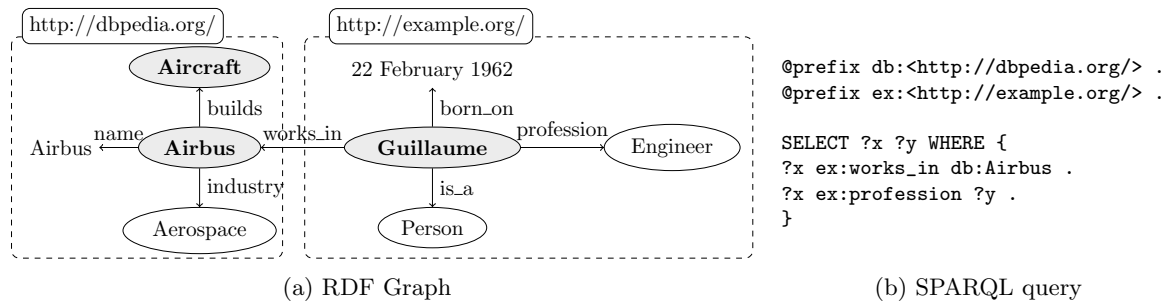 http://dbpedia.org/
http://example.org/
Aircraft
22 February 1962
builds
born_on
Airbus
name
Airbus
works_in
Guillaume
profession
Engineer
industry
is_a
Aerospace
Person
(a) RDF Graph
@prefix db:<http://dbpedia.org/> .
@prefix ex:<http://example.org/> .
SELECT ?x ?y WHERE {
?x ex:works_in db:Airbus .
?x ex:profession ?y .
}
(b) SPARQL query